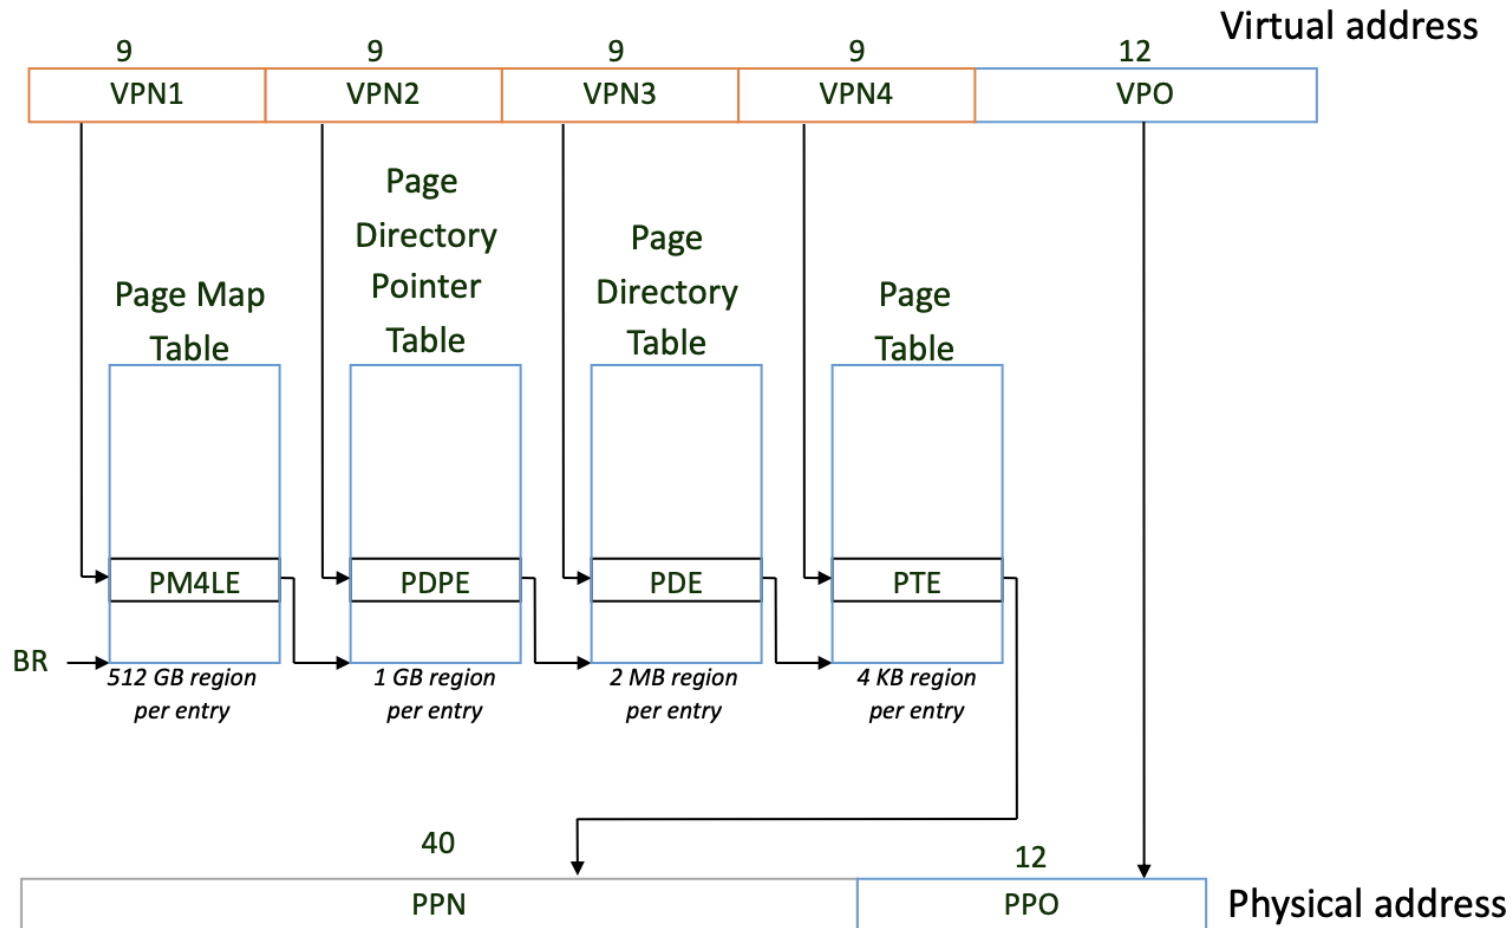 Virtual address
9 9 9 9 12
VPN1 VPN2 VPN3 VPN4 VPO
Page
Directory
Pointer
Table
Page
Directory
Table
Page Map
Table
Page
Table
PM4LE PDPE PDE PTE
BR
512 GB region
per entry
1 GB region
per entry
2 MB region
per entry
4 KB region
per entry
40
12
PPN PPO
Physical address